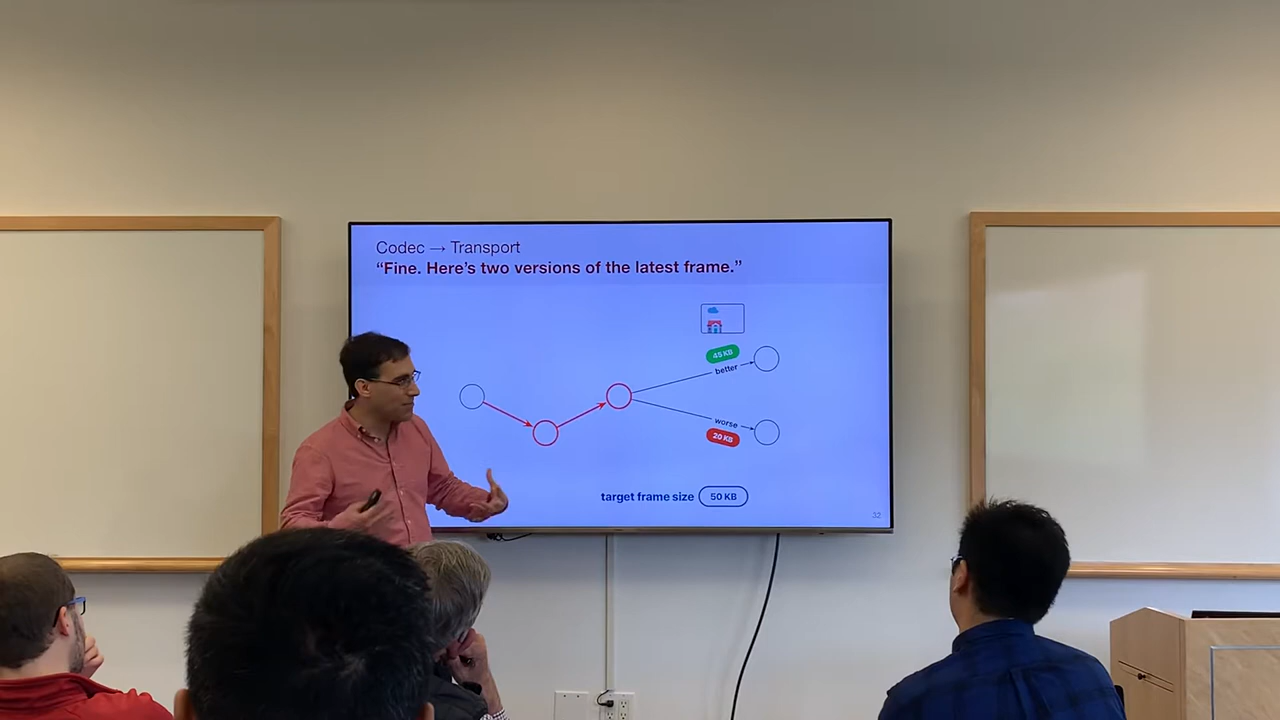 Codec → Transport
“Fine. Here’s two versions of the latest frame.”
45 KB
better
worse
20 KB
target frame size 50 KB
32